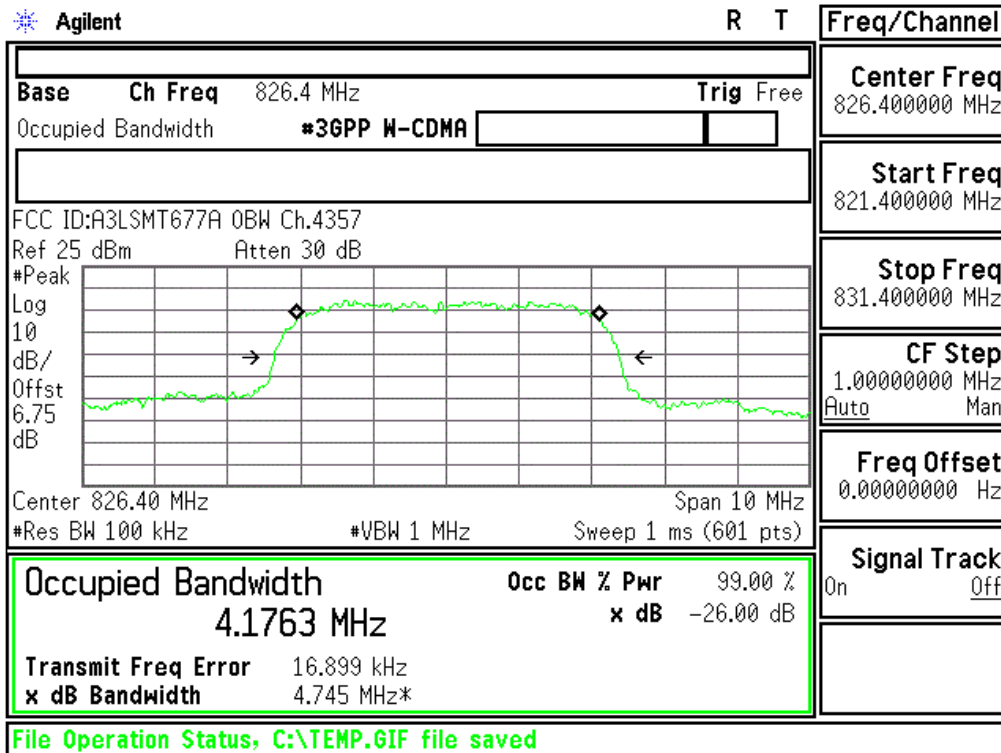 Agilent R T
Freq/Channel
Base Ch Freq 826.4 MHz Trig Free
Occupied Bandwidth #3GPP W-CDMA
FCC ID:A3LSMT677A OBW Ch.4357
Ref 25 dBm Atten 30 dB
#Peak
Log
10
dB/
Offst
6.75
dB
Center 826.40 MHz Span 10 MHz
#Res BW 100 kHz #VBW 1 MHz Sweep 1 ms (601 pts)
Occupied Bandwidth
4.1763 MHz
Occ BW % Pwr 99.00 %
x dB -26.00 dB
Transmit Freq Error 16.899 kHz
x dB Bandwidth 4.745 MHz*
Center Freq
826.400000 MHz
Start Freq
821.400000 MHz
Stop Freq
831.400000 MHz
CF Step
1.00000000 MHz
Auto Man
Freq Offset
0.00000000 Hz
Signal Track
On Off
File Operation Status, C:\TEMP.GIF file saved